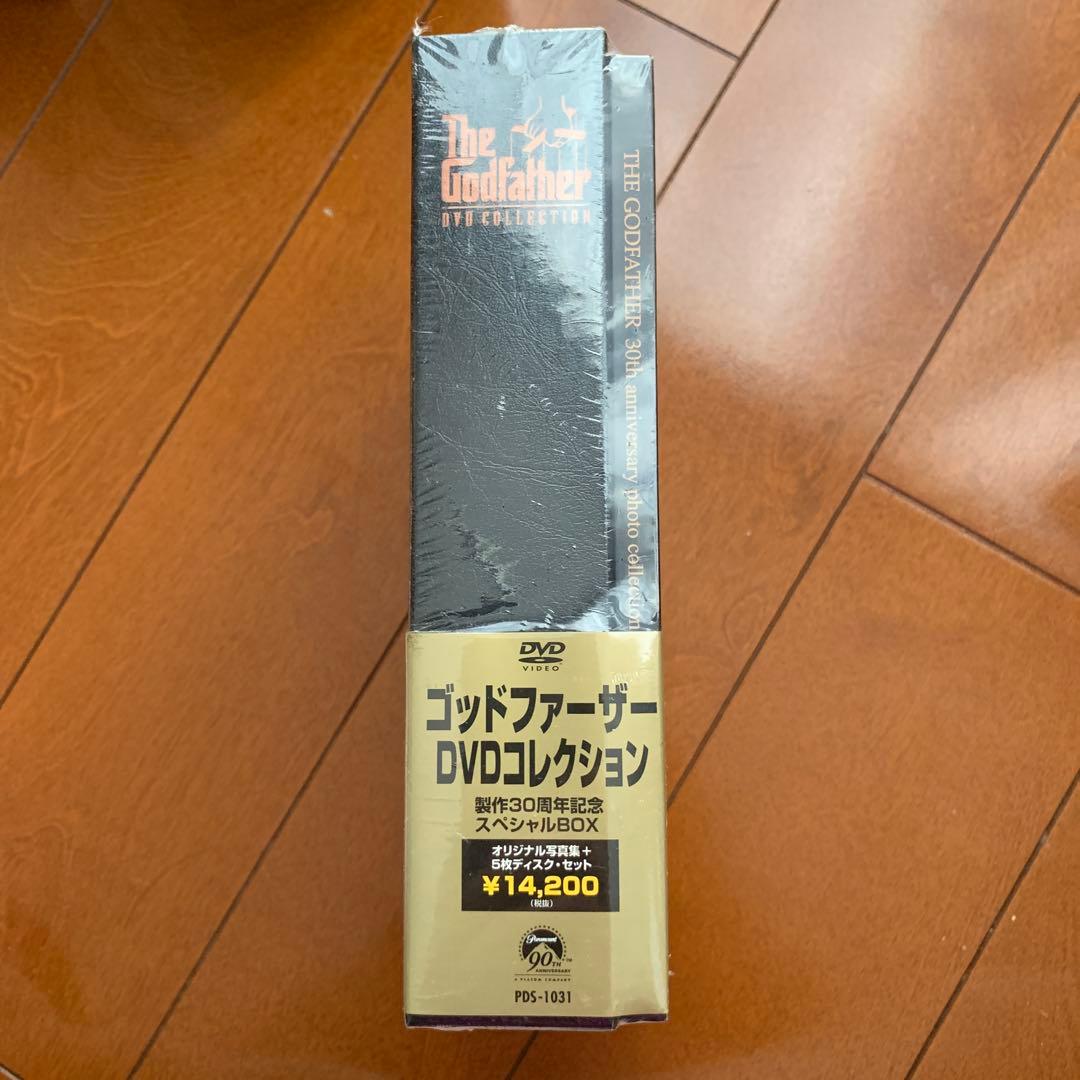 The
Godfather
DVD COLLECTION
THE GODFATHER 30th anniversary photo collection
DVD
VIDEO
ゴッドファーザー
DVDコレクション
製作30周年記念
スペシャルBOX
オリジナル写真集+
5枚ディスク・セット
¥14,200
(税抜)
Paramount
90TH
ANNIVERSARY
A VIACOM COMPANY
PDS-1031